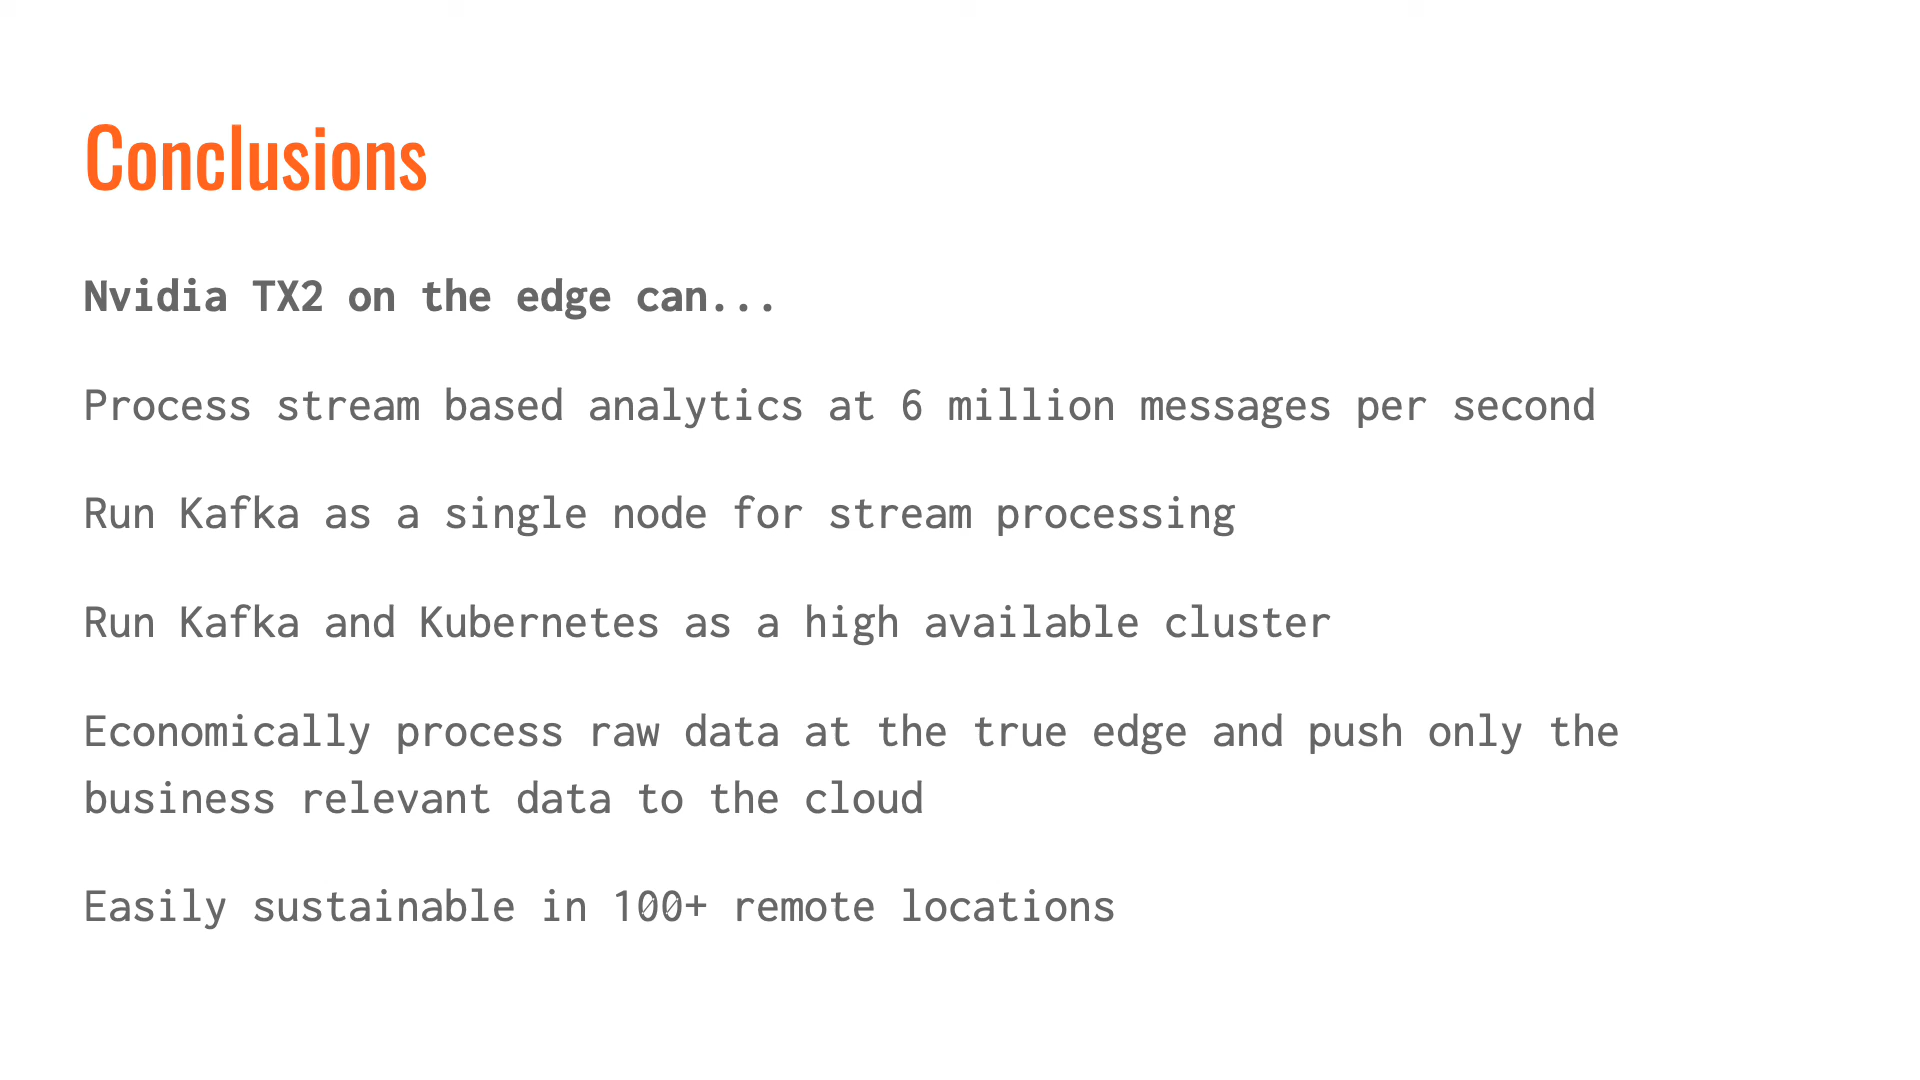 Conclusions
Nvidia TX2 on the edge can...
Process stream based analytics at 6 million messages per second
Run Kafka as a single node for stream processing
Run Kafka and Kubernetes as a high available cluster
Economically process raw data at the true edge and push only the
business relevant data to the cloud
Easily sustainable in 100+ remote locations